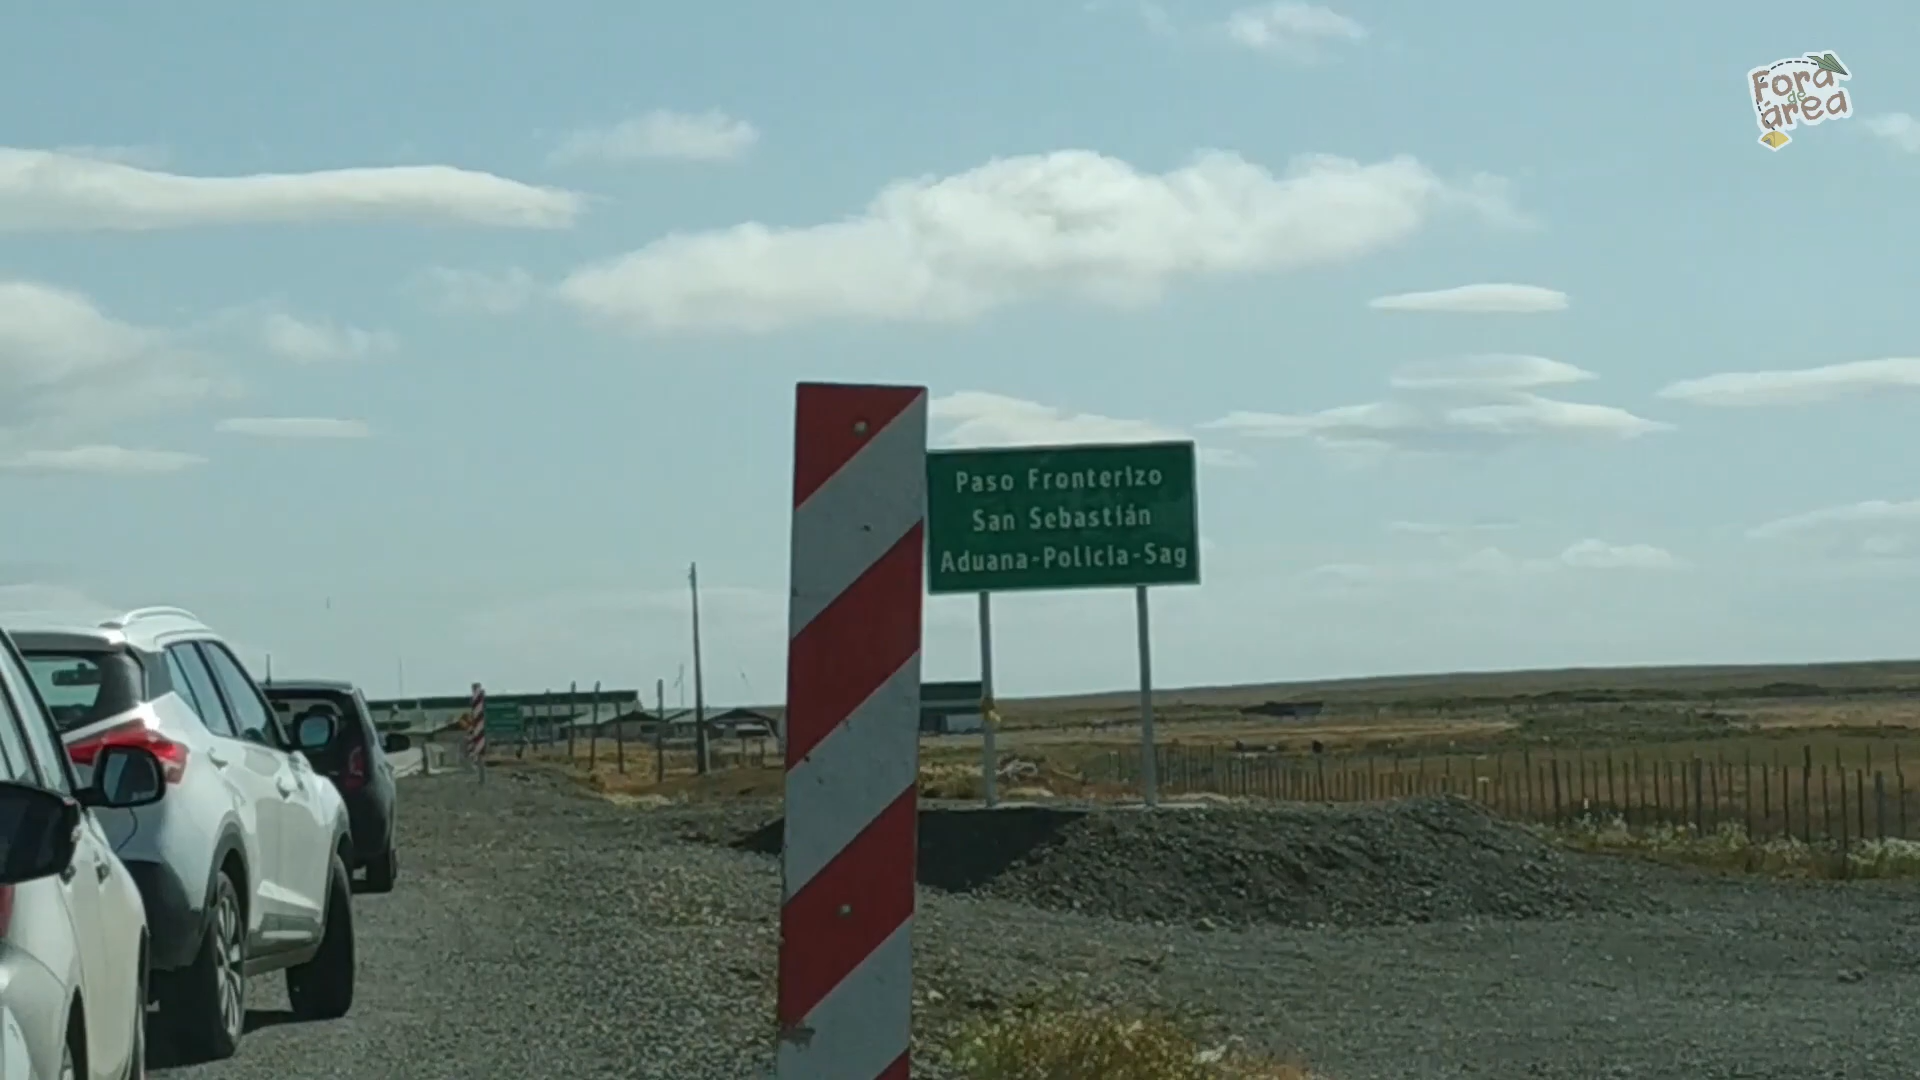 Fora
de
área
Paso Fronterizo
San Sebastián
Aduana-Policia-Sag